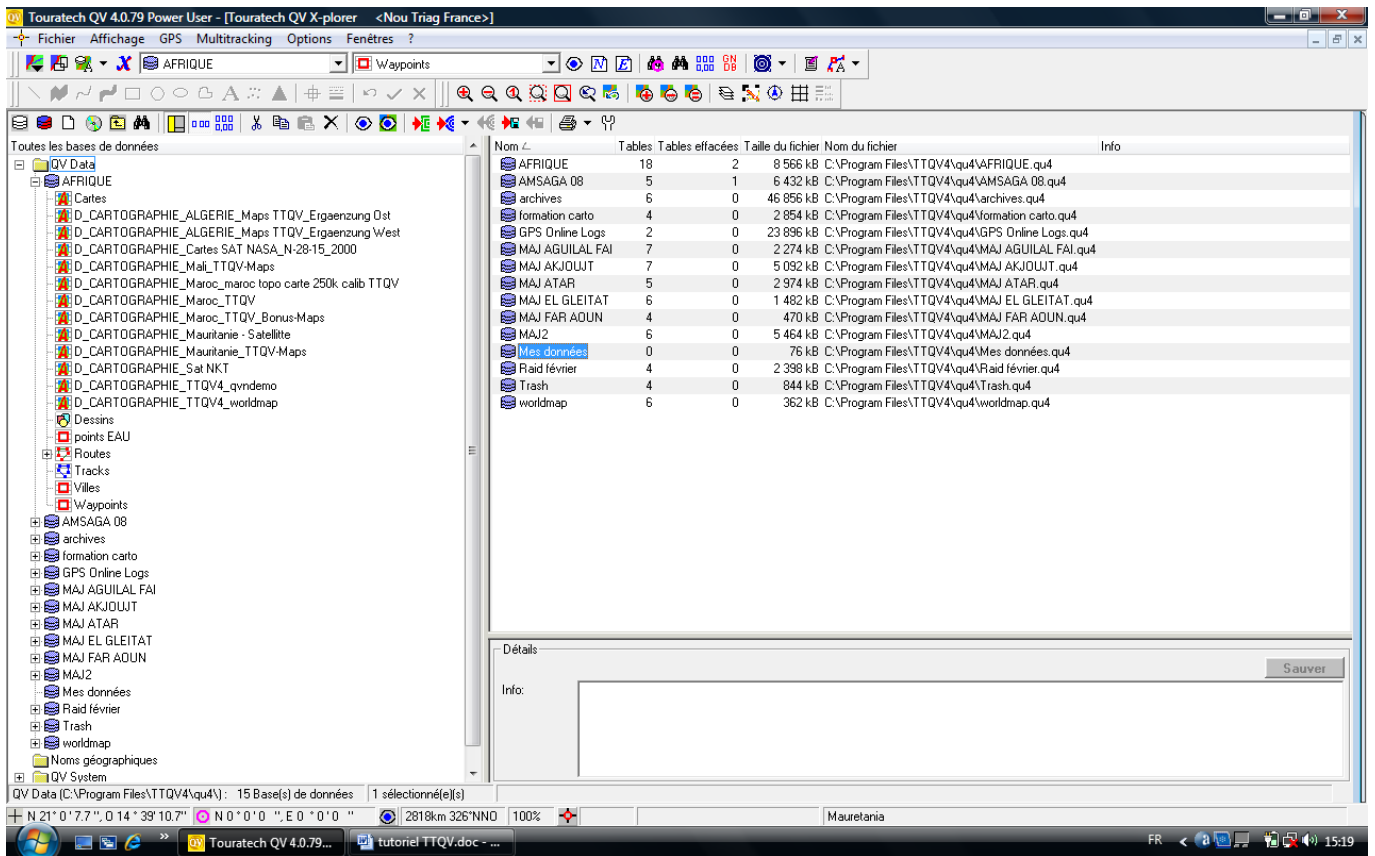 Touratech QV 4.0.79 Power User - [Touratech QV X-plorer <Nou Triag France>]
Fichier Affichage GPS Multitracking Options Fenêtres ?
AFRIQUE Waypoints
Toutes les bases de données
QV Data
AFRIQUE
Cartes
D_CARTOGRAPHIE_ALGERIE_Maps TTQV_Ergaenzung Ost
D_CARTOGRAPHIE_ALGERIE_Maps TTQV_Ergaenzung West
D_CARTOGRAPHIE_Cartes SAT NASA_N-28-15_2000
D_CARTOGRAPHIE_Mali_TTQV-Maps
D_CARTOGRAPHIE_Maroc_maroc topo carte 250k calib TTQV
D_CARTOGRAPHIE_Maroc_TTQV
D_CARTOGRAPHIE_Maroc_TTQV_Bonus-Maps
D_CARTOGRAPHIE_Mauritanie - Satellitte
D_CARTOGRAPHIE_Mauritanie_TTQV-Maps
D_CARTOGRAPHIE_Sat NKT
D_CARTOGRAPHIE_TTQV4_qvndemo
D_CARTOGRAPHIE_TTQV4_worldmap
Dessins
points EAU
Routes
Tracks
Villes
Waypoints
AMSAGA 08
archives
formation carto
GPS Online Logs
MAJ AGUILAL FAI
MAJ AKJOUJT
MAJ ATAR
MAJ EL GLEITAT
MAJ FAR AOUN
MAJ2
Mes données
Raid février
Trash
worldmap
Noms géographiques
QV System
Nom Tables Tables effacées Taille du fichier Nom du fichier Info
AFRIQUE 18 2 8 566 kB C:\Program Files\TTQV4\qu4\AFRIQUE.qu4
AMSAGA 08 5 1 6 432 kB C:\Program Files\TTQV4\qu4\AMSAGA 08.qu4
archives 6 0 46 856 kB C:\Program Files\TTQV4\qu4\archives.qu4
formation carto 4 0 2 854 kB C:\Program Files\TTQV4\qu4\formation carto.qu4
GPS Online Logs 2 0 23 896 kB C:\Program Files\TTQV4\qu4\GPS Online Logs.qu4
MAJ AGUILAL FAI 7 0 2 274 kB C:\Program Files\TTQV4\qu4\MAJ AGUILAL FAI.qu4
MAJ AKJOUJT 7 0 5 092 kB C:\Program Files\TTQV4\qu4\MAJ AKJOUJT.qu4
MAJ ATAR 5 0 2 974 kB C:\Program Files\TTQV4\qu4\MAJ ATAR.qu4
MAJ EL GLEITAT 6 0 1 482 kB C:\Program Files\TTQV4\qu4\MAJ EL GLEITAT.qu4
MAJ FAR AOUN 4 0 470 kB C:\Program Files\TTQV4\qu4\MAJ FAR AOUN.qu4
MAJ2 6 0 5 464 kB C:\Program Files\TTQV4\qu4\MAJ2.qu4
Mes données 0 0 76 kB C:\Program Files\TTQV4\qu4\Mes données.qu4
Raid février 4 0 2 398 kB C:\Program Files\TTQV4\qu4\Raid février.qu4
Trash 4 0 844 kB C:\Program Files\TTQV4\qu4\Trash.qu4
worldmap 6 0 362 kB C:\Program Files\TTQV4\qu4\worldmap.qu4
Détails
Sauver
Info:
QV Data (C:\Program Files\TTQV4\qu4\) : 15 Base(s) de données 1 sélectionné(e)(s)
N 21° 0 ' 7.7 ", O 14 ° 39' 10.7" N 0 ° 0 ' 0 ", E 0 ° 0 ' 0 " 2818km 326°NNO 100% Mauretania
Touratech QV 4.0.79... tutoriel TTQV.doc - ... FR 15:19